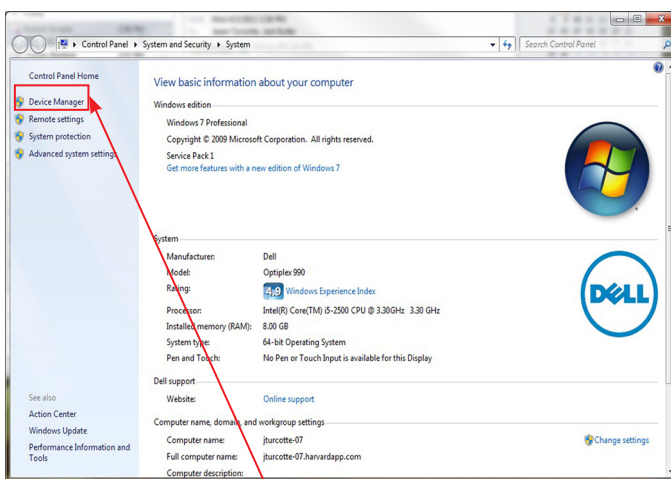 Control Panel ▸ System and Security ▸ System
Search Control Panel
Control Panel Home
Device Manager
Remote settings
System protection
Advanced system settings
View basic information about your computer
Windows edition
Windows 7 Professional
Copyright © 2009 Microsoft Corporation. All rights reserved.
Service Pack 1
Get more features with a new edition of Windows 7
System
Manufacturer: Dell
Model: Optiplex 990
Rating: 4,9 Windows Experience Index
Processor: Intel(R) Core(TM) i5-2500 CPU @ 3.30GHz 3.30 GHz
Installed memory (RAM): 8.00 GB
System type: 64-bit Operating System
Pen and Touch: No Pen or Touch Input is available for this Display
DELL
Dell support
Website: Online support
Computer name, domain, and workgroup settings
Computer name: jturcotte-07
Change settings
Full computer name: jturcotte-07.harvardapp.com
Computer description:
See also
Action Center
Windows Update
Performance Information and
Tools